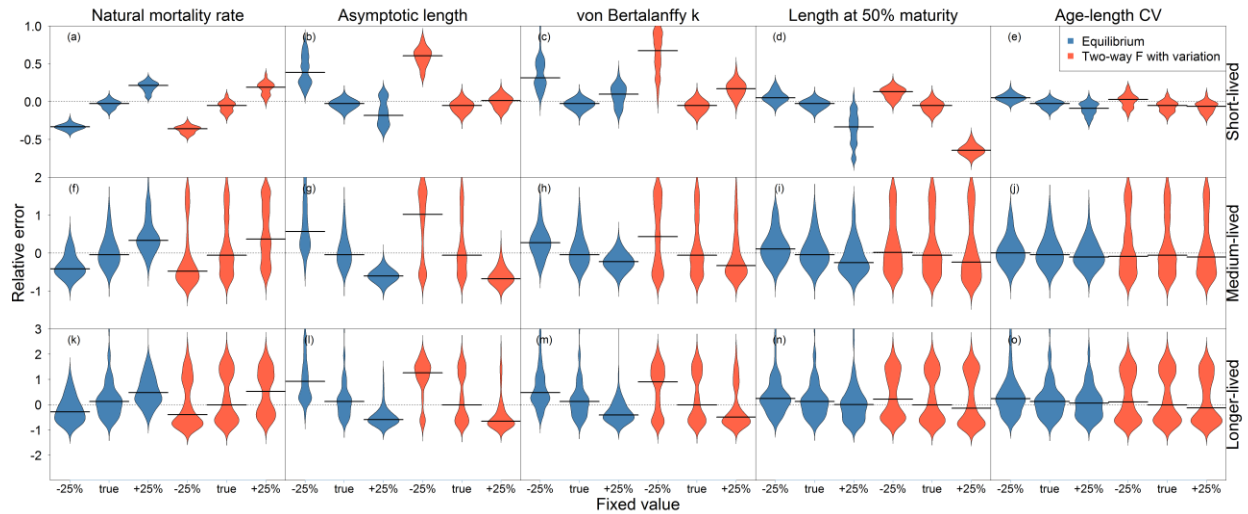 Natural mortality rate
Asymptotic length
von Bertalanffy k
Length at 50% maturity
Age-length CV
1.0
0.5
0.0
-0.5
(a)
(b)
(c)
(d)
(e)
Equilibrium
Two-way F with variation
Short-lived
2
1
0
-1
(f)
(g)
(h)
(i)
(j)
Relative error
Medium-lived
3
2
1
0
-1
-2
(k)
(l)
(m)
(n)
(o)
Longer-lived
-25% true +25% -25% true +25%
-25% true +25% -25% true +25%
-25% true +25% -25% true +25%
-25% true +25% -25% true +25%
-25% true +25% -25% true +25%
Fixed value